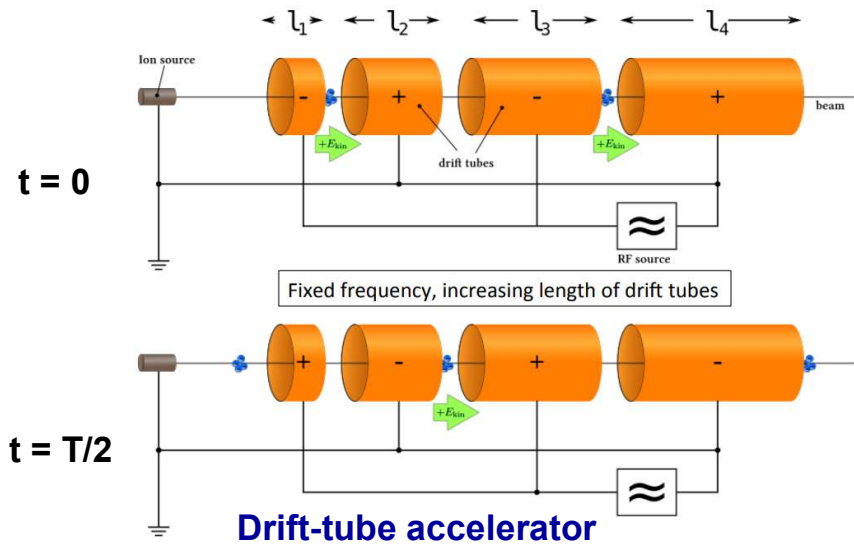 l₁ l₂ l₃ l₄
Ion source
- + - +
beam
+Eₖᵢₙ +Eₖᵢₙ
drift tubes
t = 0
≈
RF source
Fixed frequency, increasing length of drift tubes
+ - + -
+Eₖᵢₙ
t = T/2
≈
Drift-tube accelerator